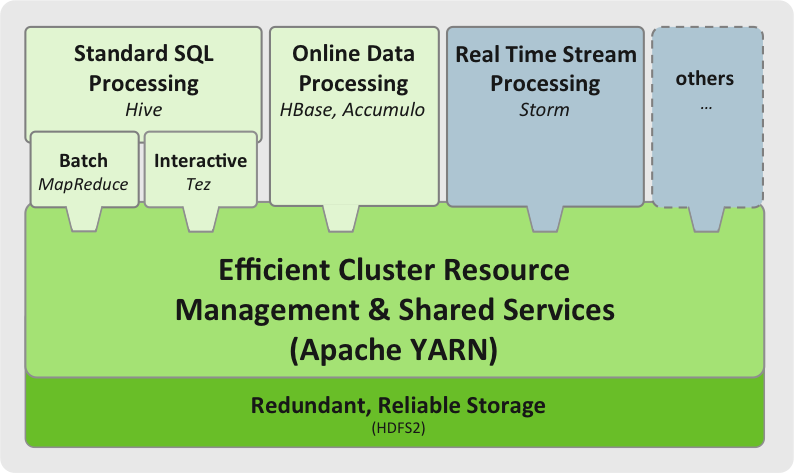 Standard SQL
Processing
Hive
Batch
MapReduce
Interactive
Tez
Online Data
Processing
HBase, Accumulo
Real Time Stream
Processing
Storm
others
...
Efficient Cluster Resource
Management & Shared Services
(Apache YARN)
Redundant, Reliable Storage
(HDFS2)